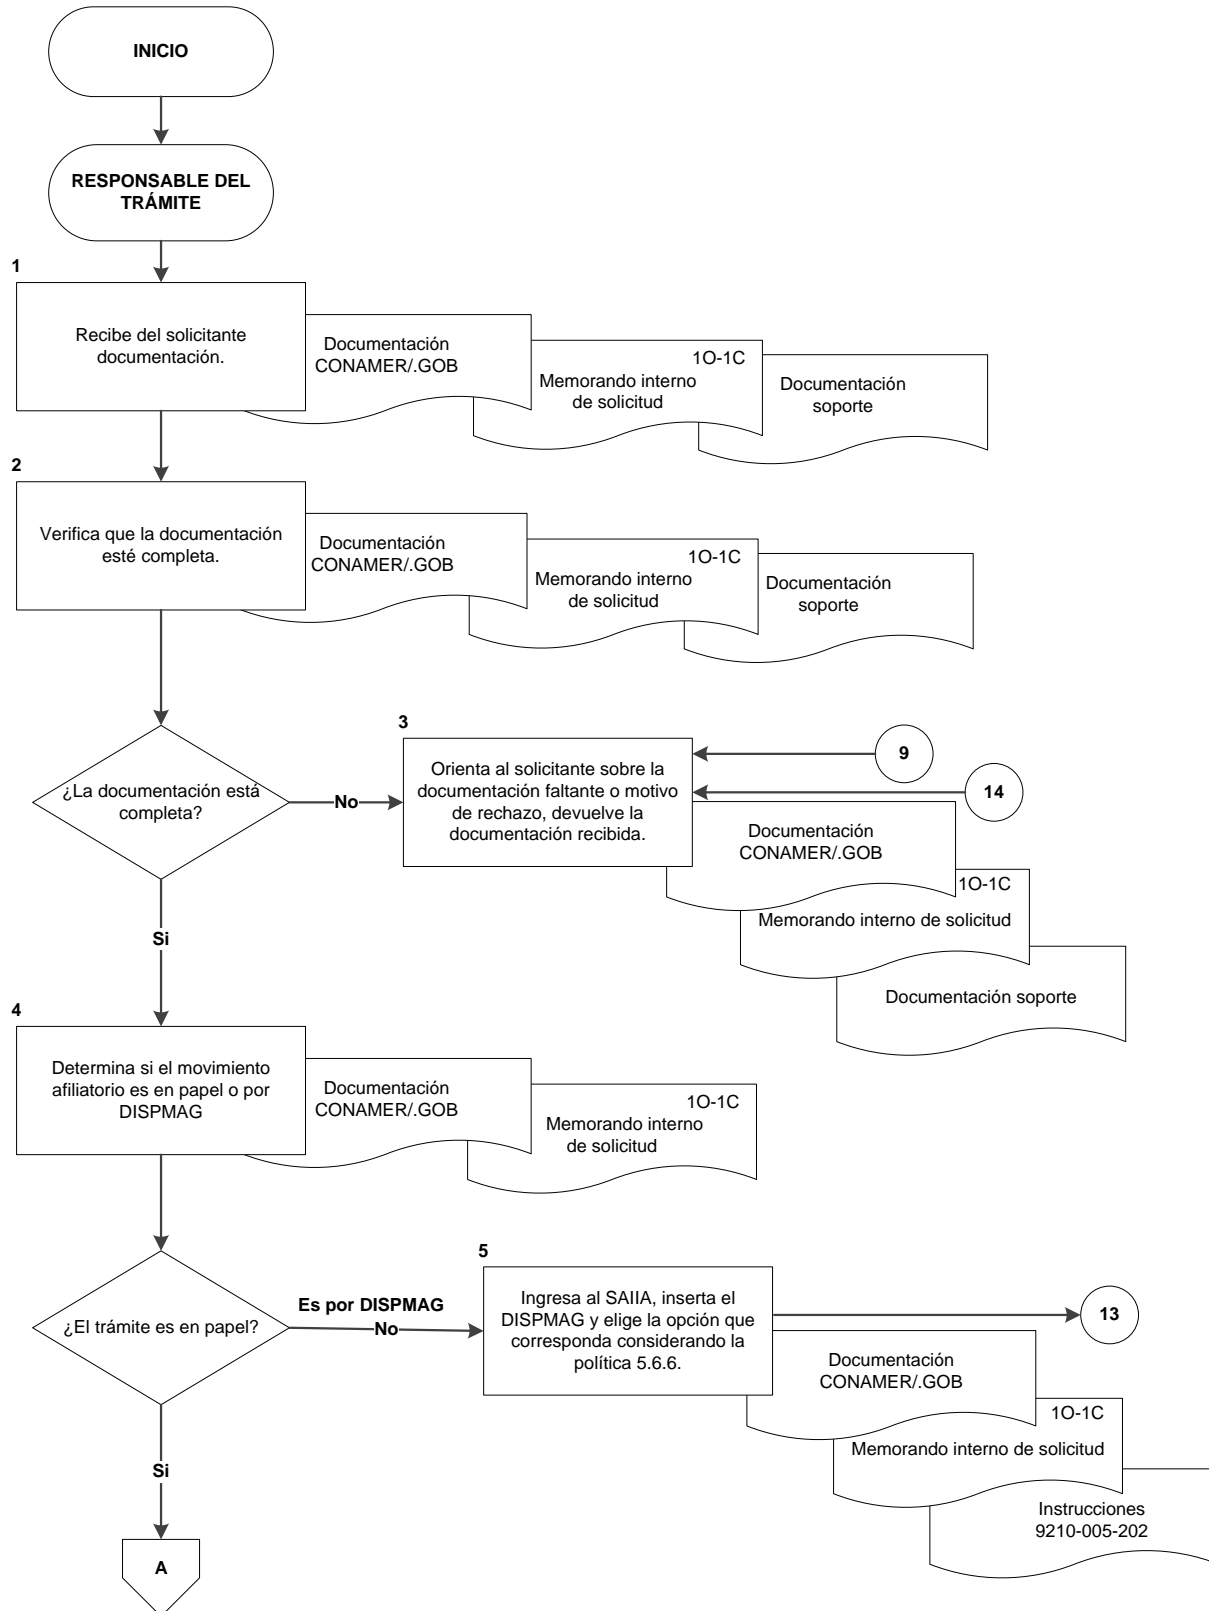 INICIO
RESPONSABLE DEL
TRÁMITE
1
Recibe del solicitante
documentación.
Documentación
CONAMER/.GOB
1O-1C
Memorando interno
de solicitud
Documentación
soporte
2
Verifica que la documentación
esté completa.
Documentación
CONAMER/.GOB
1O-1C
Memorando interno
de solicitud
Documentación
soporte
¿La documentación está
completa?
No
3
Orienta al solicitante sobre la
documentación faltante o motivo
de rechazo, devuelve la
documentación recibida.
9
14
Documentación
CONAMER/.GOB
1O-1C
Memorando interno de solicitud
Documentación soporte
Si
4
Determina si el movimiento
afiliatorio es en papel o por
DISPMAG
Documentación
CONAMER/.GOB
1O-1C
Memorando interno
de solicitud
¿El trámite es en papel?
Es por DISPMAG
No
5
Ingresa al SAIIA, inserta el
DISPMAG y elige la opción que
corresponda considerando la
política 5.6.6.
13
Documentación
CONAMER/.GOB
1O-1C
Memorando interno de solicitud
Instrucciones
9210-005-202
Si
A